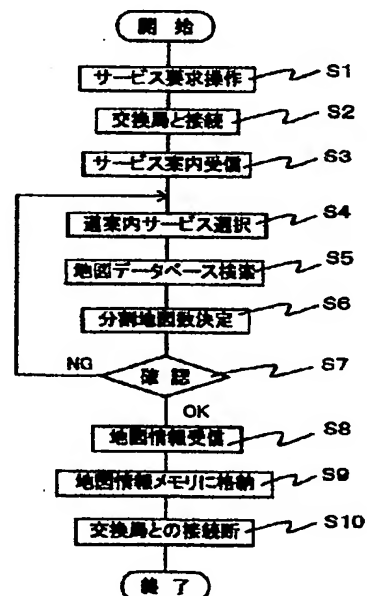 開 始
サービス要求操作 S1
交換局と接続 S2
サービス案内受信 S3
道案内サービス選択 S4
地図データベース検索 S5
分割地図数決定 S6
NG 確 認 S7
OK
地図情報受信 S8
地図情報メモリに格納 S9
交換局との接続断 S10
終 了